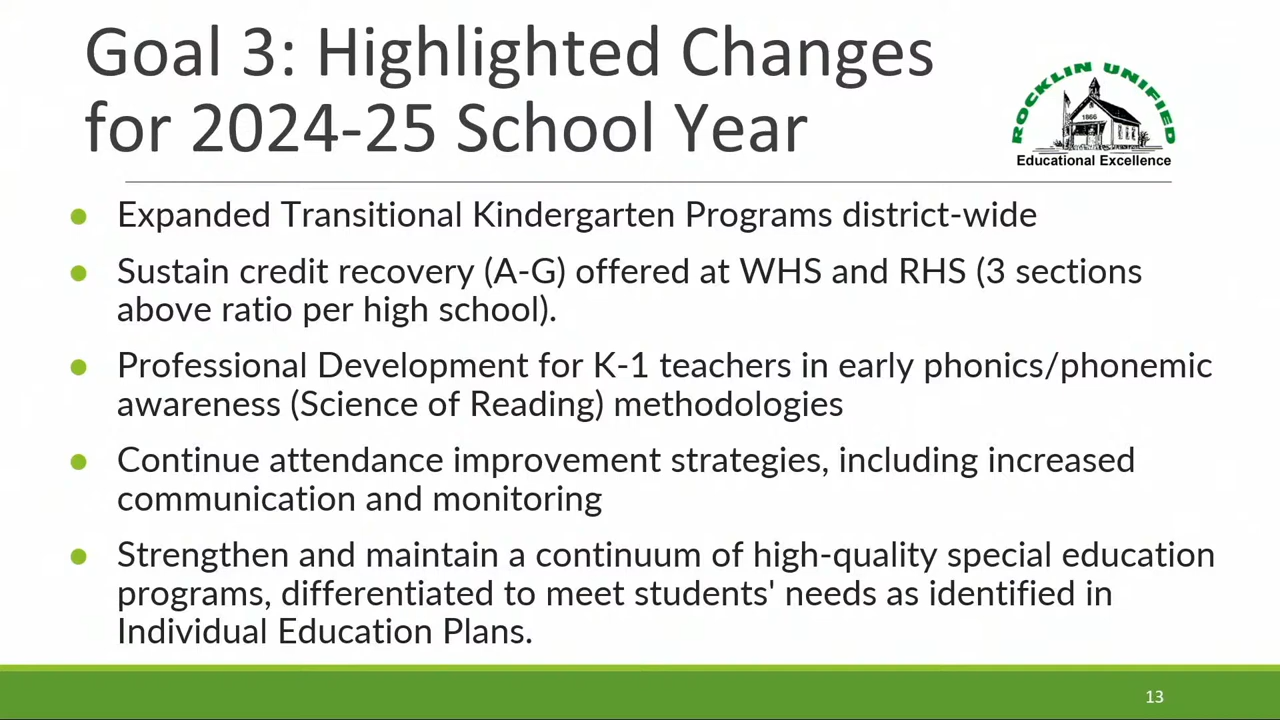 Goal 3: Highlighted Changes
for 2024-25 School Year
ROCKLIN UNIFIED
1866
Educational Excellence
Expanded Transitional Kindergarten Programs district-wide
Sustain credit recovery (A-G) offered at WHS and RHS (3 sections
above ratio per high school).
Professional Development for K-1 teachers in early phonics/phonemic
awareness (Science of Reading) methodologies
Continue attendance improvement strategies, including increased
communication and monitoring
Strengthen and maintain a continuum of high-quality special education
programs, differentiated to meet students' needs as identified in
Individual Education Plans.
13